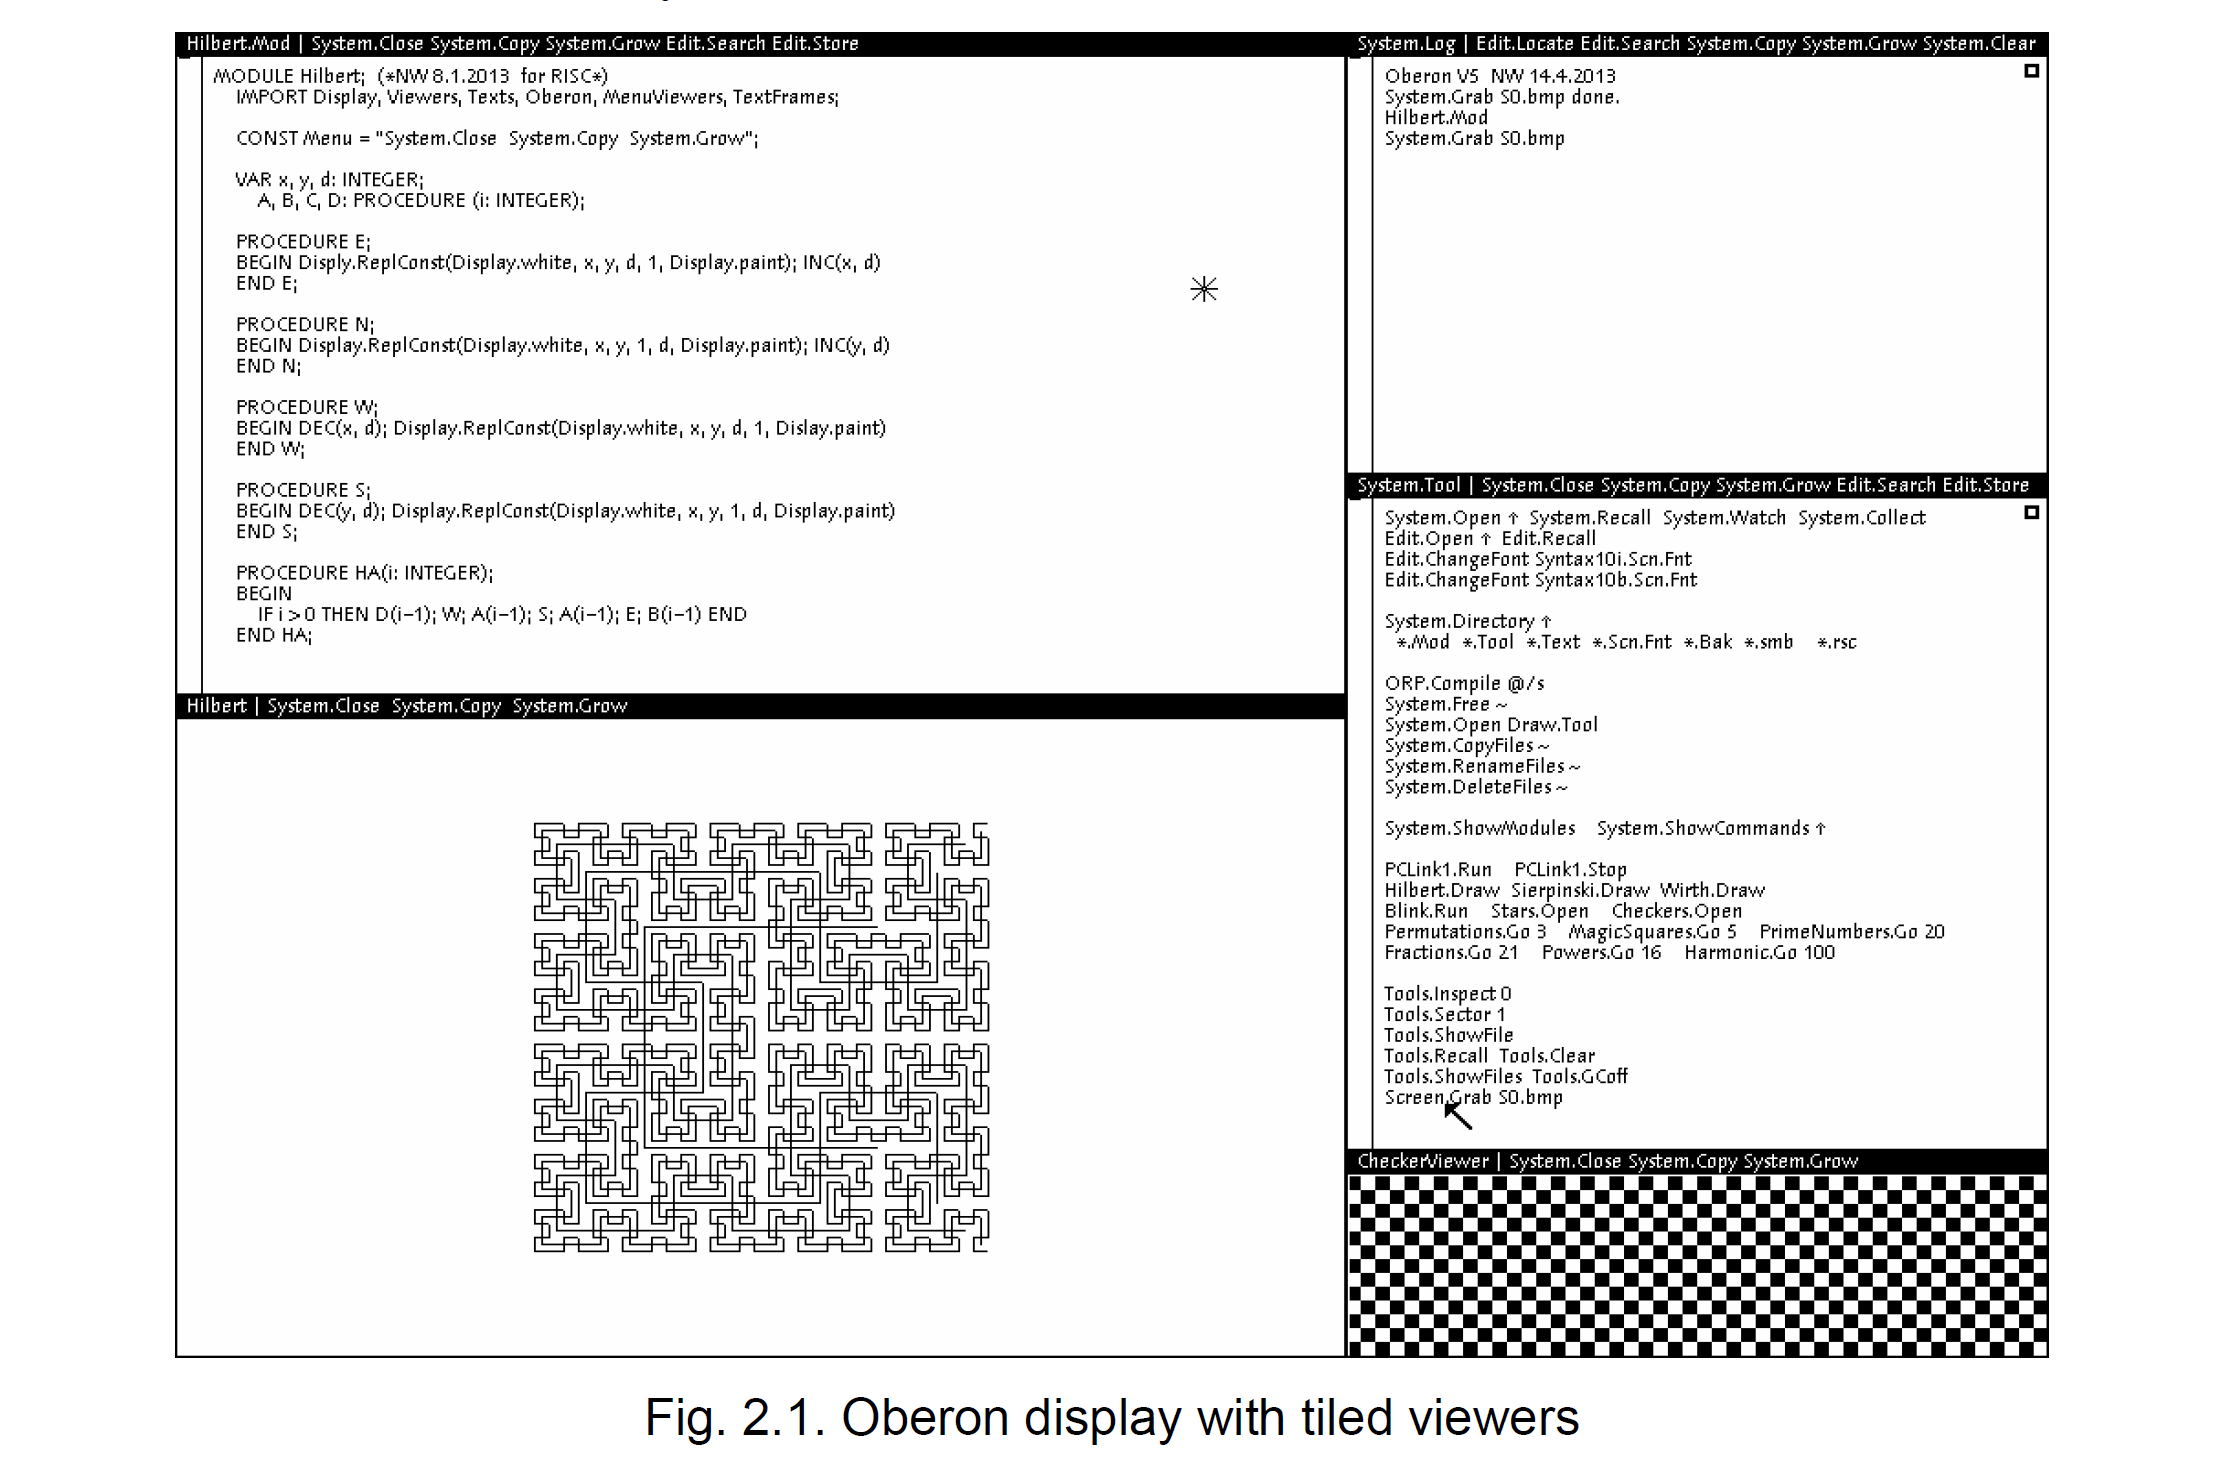 Hilbert.Mod | System.Close System.Copy System.Grow Edit.Search Edit.Store
MODULE Hilbert; (*NW 8.1.2013 for RISC*)
IMPORT Display, Viewers, Texts, Oberon, MenuViewers, TextFrames;
CONST Menu = "System.Close System.Copy System.Grow";
VAR x, y, d: INTEGER;
A, B, C, D: PROCEDURE (i: INTEGER);
PROCEDURE E;
BEGIN Disply.ReplConst(Display.white, x, y, d, 1, Display.paint); INC(x, d)
END E;
PROCEDURE N;
BEGIN Display.ReplConst(Display.white, x, y, 1, d, Display.paint); INC(y, d)
END N;
PROCEDURE W;
BEGIN DEC(x, d); Display.ReplConst(Display.white, x, y, d, 1, Dislay.paint)
END W;
PROCEDURE S;
BEGIN DEC(y, d); Display.ReplConst(Display.white, x, y, 1, d, Display.paint)
END S;
PROCEDURE HA(i: INTEGER);
BEGIN
IF i > 0 THEN D(i−1); W; A(i−1); S; A(i−1); E; B(i−1) END
END HA;
Hilbert | System.Close System.Copy System.Grow
System.Log | Edit.Locate Edit.Search System.Copy System.Grow System.Clear
Oberon V5 NW 14.4.2013
System.Grab S0.bmp done.
Hilbert.Mod
System.Grab S0.bmp
System.Tool | System.Close System.Copy System.Grow Edit.Search Edit.Store
System.Open ↑ System.Recall System.Watch System.Collect
Edit.Open ↑ Edit.Recall
Edit.ChangeFont Syntax10i.Scn.Fnt
Edit.ChangeFont Syntax10b.Scn.Fnt
System.Directory ↑
*.Mod *.Tool *.Text *.Scn.Fnt *.Bak *.smb *.rsc
ORP.Compile @/s
System.Free ~
System.Open Draw.Tool
System.CopyFiles ~
System.RenameFiles ~
System.DeleteFiles ~
System.ShowModules System.ShowCommands ↑
PCLink1.Run PCLink1.Stop
Hilbert.Draw Sierpinski.Draw Wirth.Draw
Blink.Run Stars.Open Checkers.Open
Permutations.Go 3 MagicSquares.Go 5 PrimeNumbers.Go 20
Fractions.Go 21 Powers.Go 16 Harmonic.Go 100
Tools.Inspect 0
Tools.Sector 1
Tools.ShowFile
Tools.Recall Tools.Clear
Tools.ShowFiles Tools.GCoff
Screen.Grab S0.bmp
CheckerViewer | System.Close System.Copy System.Grow
Fig. 2.1. Oberon display with tiled viewers